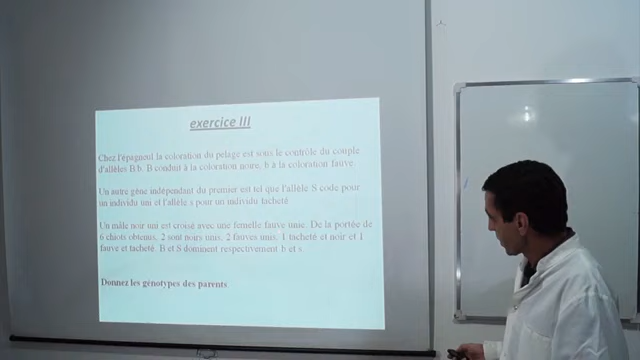 exercice III
Chez l'épagneul la coloration du pelage est sous le contrôle du couple
d'allèles B/b. B conduit à la coloration noire, b à la coloration fauve.
Un autre gène indépendant du premier est tel que l'allèle S code pour
un individu uni et l'allèle s pour un individu tacheté
Un mâle noir uni est croisé avec une femelle fauve unie. De la portée de
6 chiots obtenus, 2 sont noirs unis, 2 fauves unis, 1 tacheté et noir et 1
fauve et tacheté. B et S dominent respectivement b et s.
Donnez les génotypes des parents